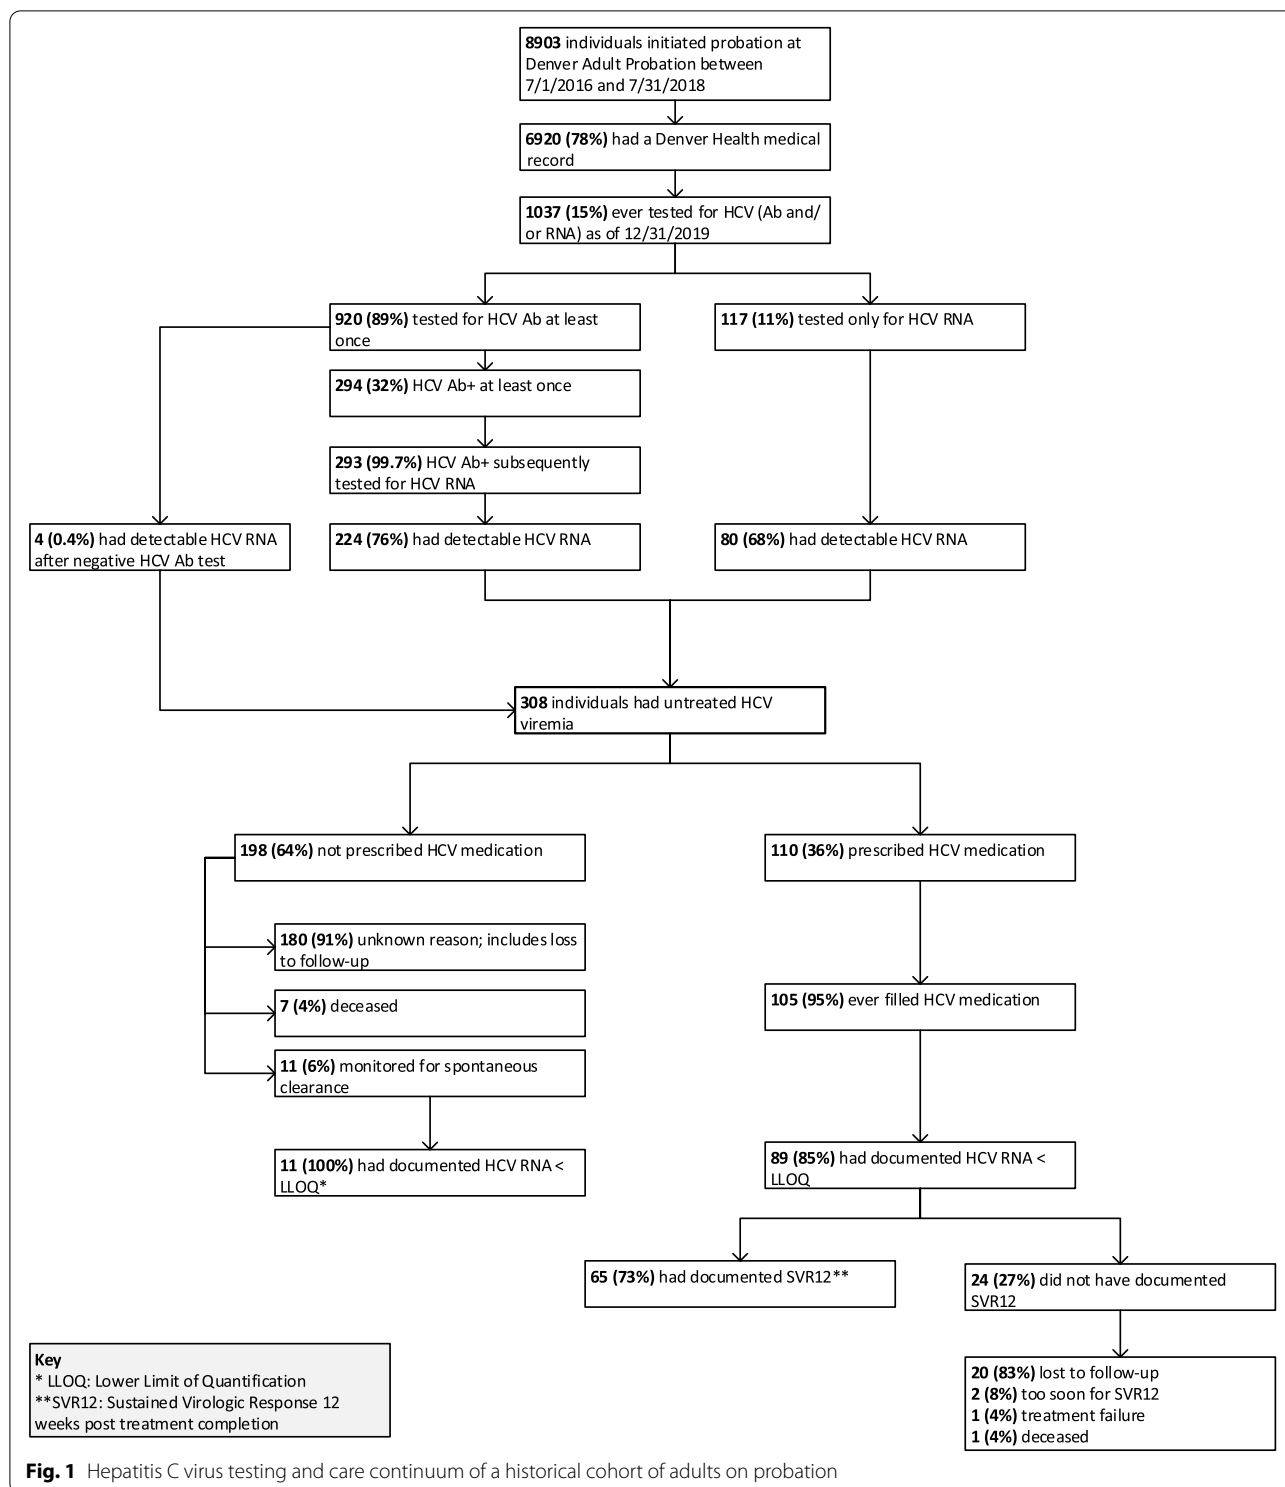 8903 individuals initiated probation at
Denver Adult Probation between
7/1/2016 and 7/31/2018
6920 (78%) had a Denver Health medical
record
1037 (15%) ever tested for HCV (Ab and/
or RNA) as of 12/31/2019
920 (89%) tested for HCV Ab at least
once
117 (11%) tested only for HCV RNA
294 (32%) HCV Ab+ at least once
293 (99.7%) HCV Ab+ subsequently
tested for HCV RNA
4 (0.4%) had detectable HCV RNA
after negative HCV Ab test
224 (76%) had detectable HCV RNA
80 (68%) had detectable HCV RNA
308 individuals had untreated HCV
viremia
198 (64%) not prescribed HCV medication
110 (36%) prescribed HCV medication
180 (91%) unknown reason; includes loss
to follow-up
7 (4%) deceased
105 (95%) ever filled HCV medication
11 (6%) monitored for spontaneous
clearance
11 (100%) had documented HCV RNA <
LLOQ*
89 (85%) had documented HCV RNA <
LLOQ
65 (73%) had documented SVR12**
24 (27%) did not have documented
SVR12
20 (83%) lost to follow-up
2 (8%) too soon for SVR12
1 (4%) treatment failure
1 (4%) deceased
Key
* LLOQ: Lower Limit of Quantification
**SVR12: Sustained Virologic Response 12
weeks post treatment completion
Fig. 1 Hepatitis C virus testing and care continuum of a historical cohort of adults on probation